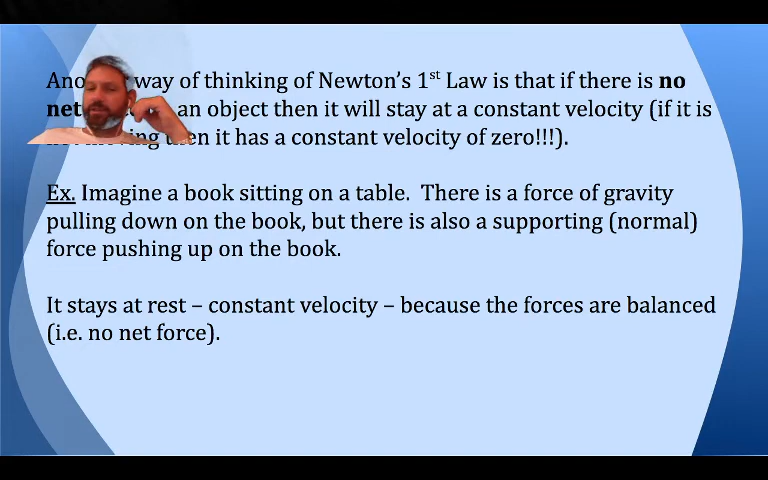 Ano way of thinking of Newton's 1st Law is that if there is no
net an object then it will stay at a constant velocity (if it is
then it has a constant velocity of zero!!!).
Ex. Imagine a book sitting on a table. There is a force of gravity
pulling down on the book, but there is also a supporting (normal)
force pushing up on the book.
It stays at rest – constant velocity – because the forces are balanced
(i.e. no net force).